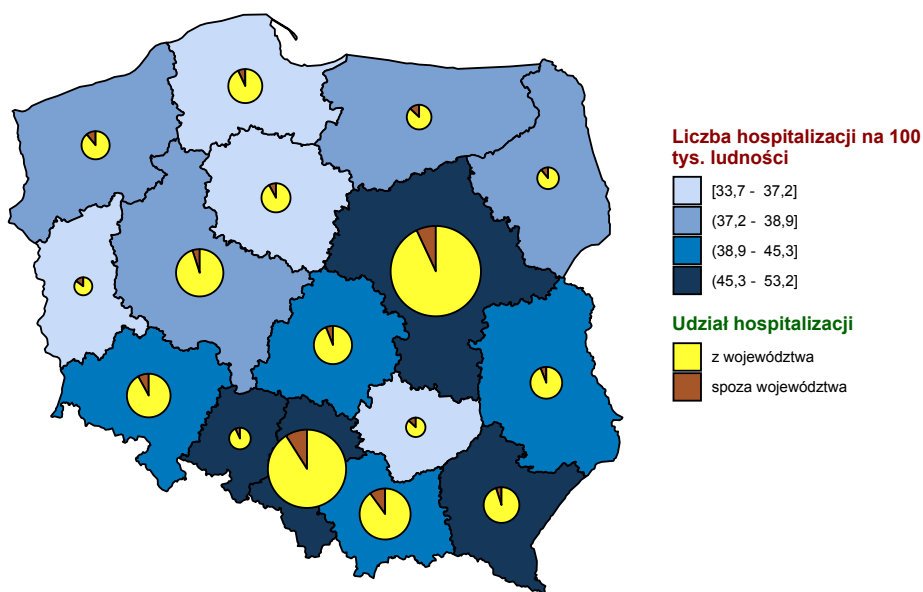 Liczba hospitalizacji na 100
tys. ludności
[33,7 - 37,2]
(37,2 - 38,9]
(38,9 - 45,3]
(45,3 - 53,2]
Udział hospitalizacji
z województwa
spoza województwa